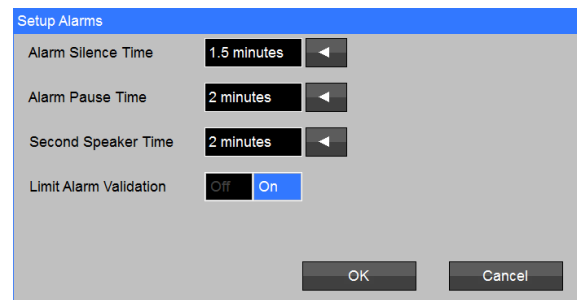 Setup Alarms
Alarm Silence Time 1.5 minutes
Alarm Pause Time 2 minutes
Second Speaker Time 2 minutes
Limit Alarm Validation Off On
OK Cancel